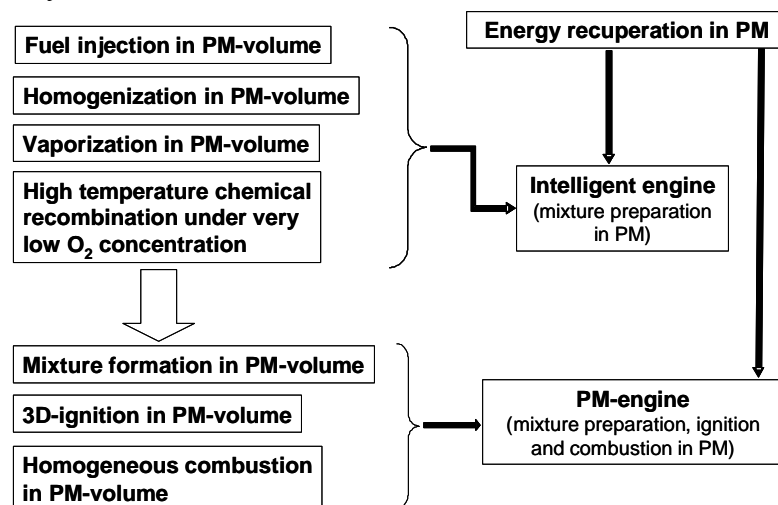 Energy recuperation in PM
Fuel injection in PM-volume
Homogenization in PM-volume
Vaporization in PM-volume
High temperature chemical
recombination under very
low O₂ concentration
Intelligent engine
(mixture preparation
in PM)
Mixture formation in PM-volume
3D-ignition in PM-volume
Homogeneous combustion
in PM-volume
PM-engine
(mixture preparation, ignition
and combustion in PM)